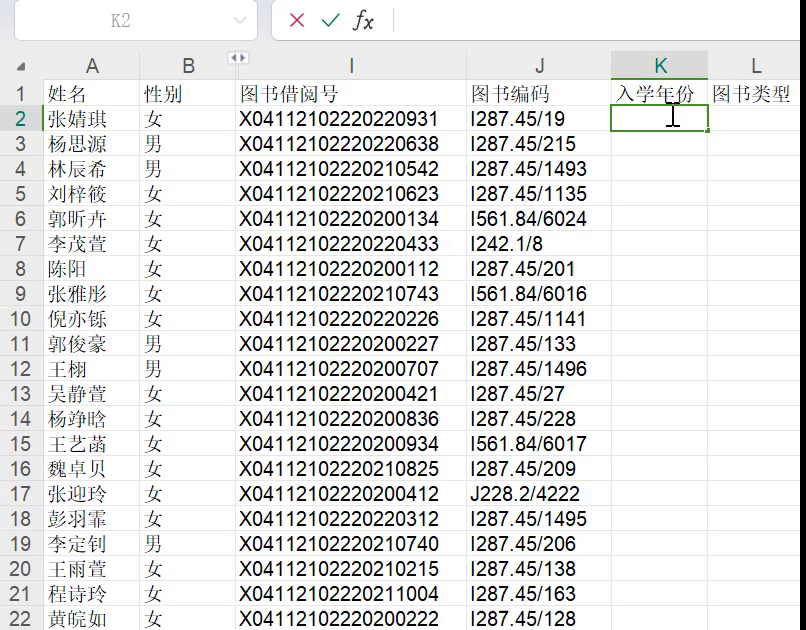 K2 fx
A B I J K L
1 姓名 性别 图书借阅号 图书编码 入学年份 图书类型
2 张婧琪 女 X04112102220220931 I287.45/19
3 杨思源 男 X04112102220220638 I287.45/215
4 林辰希 男 X04112102220210542 I287.45/1493
5 刘梓筱 女 X04112102220210623 I287.45/1135
6 郭昕卉 女 X04112102220200134 I561.84/6024
7 李茂萱 女 X04112102220220433 I242.1/8
8 陈阳 女 X04112102220200112 I287.45/201
9 张雅彤 女 X04112102220210743 I561.84/6016
10 倪亦铄 女 X04112102220220226 I287.45/1141
11 郭俊豪 男 X04112102220200227 I287.45/133
12 王栩 男 X04112102220200707 I287.45/1496
13 吴静萱 女 X04112102220200421 I287.45/27
14 杨竫晗 女 X04112102220200836 I287.45/228
15 王艺菡 女 X04112102220200934 I561.84/6017
16 魏卓贝 女 X04112102220210825 I287.45/209
17 张迎玲 女 X04112102220200412 J228.2/4222
18 彭羽霏 女 X04112102220220312 I287.45/1495
19 李定钊 男 X04112102220210740 I287.45/206
20 王雨萱 女 X04112102220210215 I287.45/138
21 程诗玲 女 X04112102220211004 I287.45/163
22 黄皖如 女 X04112102220200222 I287.45/128